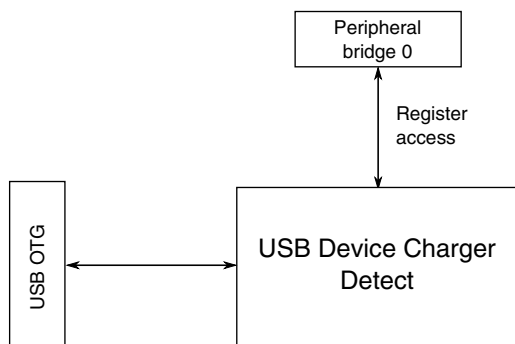 Peripheral
bridge 0
Register
access
USB OTG
USB Device Charger
Detect